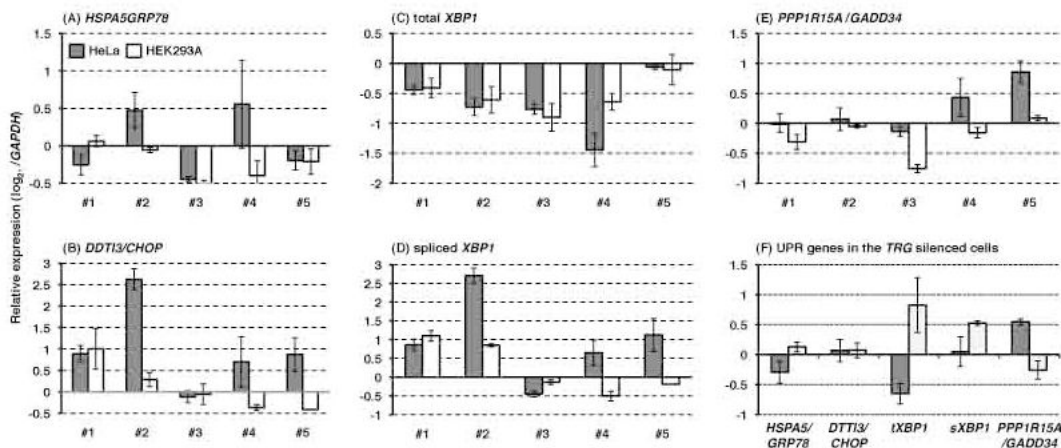 Relative expression (log₂, /GAPDH)
(A) HSPA5GRP78
HeLa HEK293A
1.5
1
0.5
0
-0.5
#1 #2 #3 #4 #5
(C) total XBP1
0.5
0
-0.5
-1
-1.5
-2
#1 #2 #3 #4 #5
(E) PPP1R15A/GADD34
1.5
1
0.5
0
-0.5
-1
#1 #2 #3 #4 #5
(B) DDTI3/CHOP
3
2.5
2
1.5
1
0.5
0
-0.5
#1 #2 #3 #4 #5
(D) spliced XBP1
3
2.5
2
1.5
1
0.5
0
-0.5
-1
#1 #2 #3 #4 #5
(F) UPR genes in the TRG silenced cells
1.5
1
0.5
0
-0.5
-1
HSPA5/ DTTI3/ tXBP1 sXBP1 PPP1R15A
GRP78 CHOP /GADD34